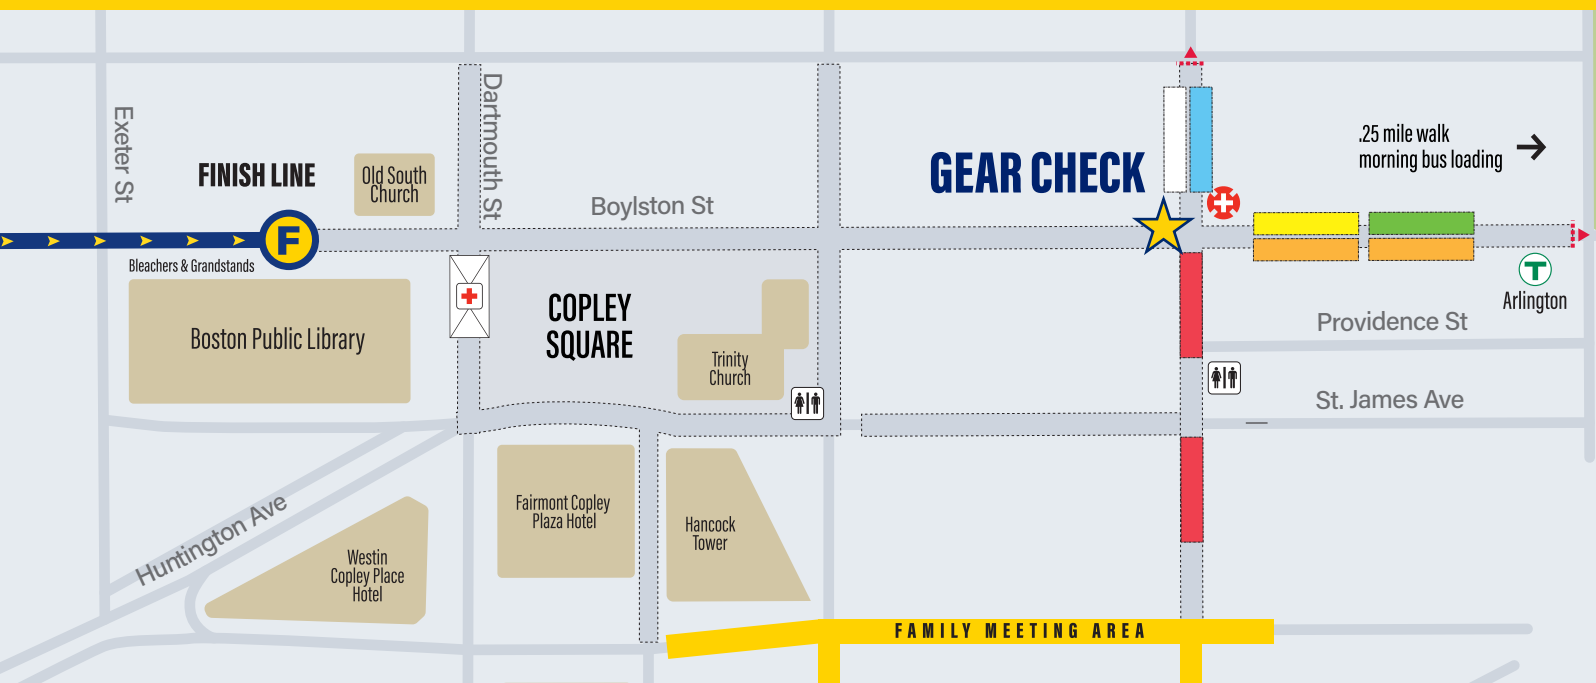 Exeter St
FINISH LINE
Old South
Church
Dartmouth St
Boylston St
GEAR CHECK
.25 mile walk
morning bus loading
F
Bleachers & Grandstands
Boston Public Library
COPLEY
SQUARE
Trinity
Church
T
Arlington
Providence St
St. James Ave
Huntington Ave
Westin
Copley Place
Hotel
Fairmont Copley
Plaza Hotel
Hancock
Tower
FAMILY MEETING AREA